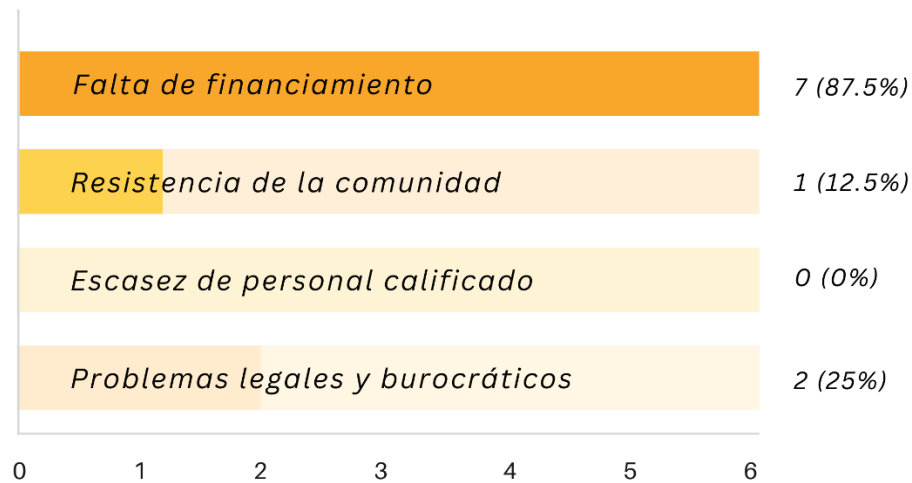 Falta de financiamiento 7 (87.5%)
Resistencia de la comunidad 1 (12.5%)
Escasez de personal calificado 0 (0%)
Problemas legales y burocráticos 2 (25%)
0 1 2 3 4 5 6